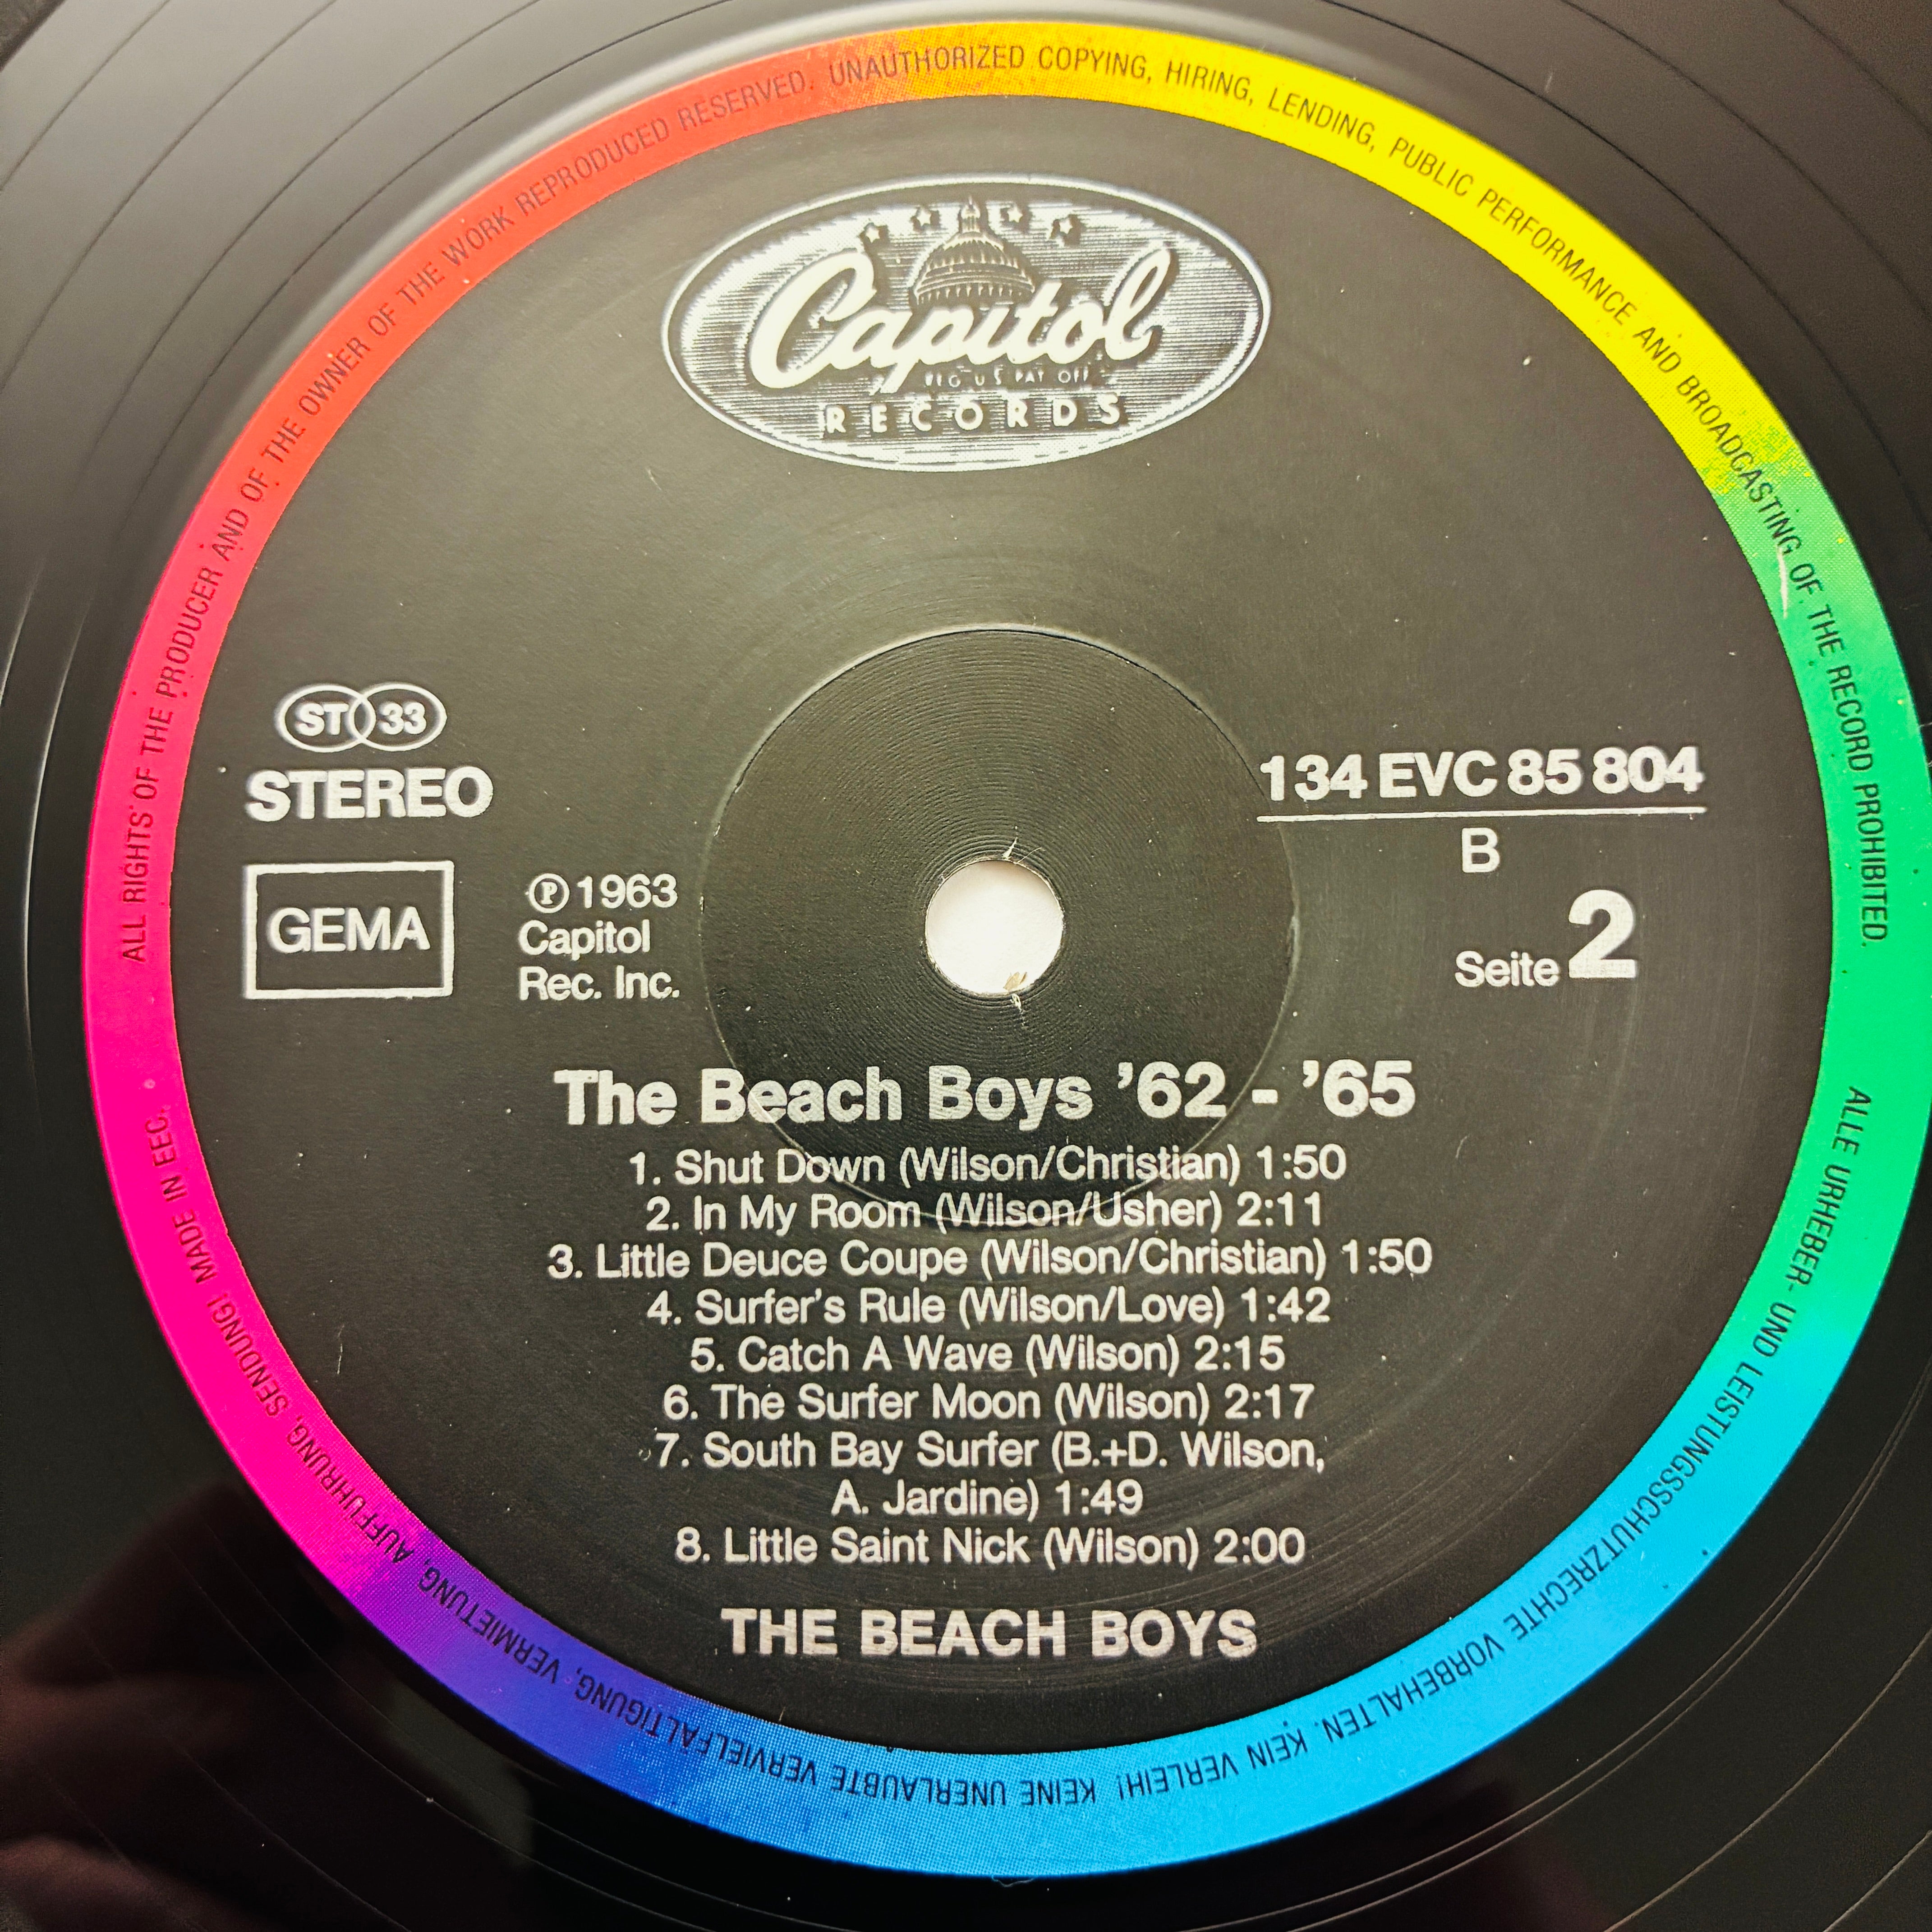 ALL RIGHTS OF THE PRODUCER AND OF THE OWNER OF THE WORK REPRODUCED RESERVED. UNAUTHORIZED COPYING, HIRING, LENDING, PUBLIC PERFORMANCE AND BROADCASTING OF THE RECORD PROHIBITED.
Capitol
REG US PAT OFF
RECORDS
ST 33
STEREO
GEMA
℗ 1963
Capitol
Rec. Inc.
134 EVC 85 804
B
Seite 2
The Beach Boys ’62 - ’65
1. Shut Down (Wilson/Christian) 1:50
2. In My Room (Wilson/Usher) 2:11
3. Little Deuce Coupe (Wilson/Christian) 1:50
4. Surfer’s Rule (Wilson/Love) 1:42
5. Catch A Wave (Wilson) 2:15
6. The Surfer Moon (Wilson) 2:17
7. South Bay Surfer (B.+D. Wilson,
A. Jardine) 1:49
8. Little Saint Nick (Wilson) 2:00
THE BEACH BOYS
ALLE URHEBER- UND LEISTUNGSSCHUTZRECHTE VORBEHALTEN. KEIN VERLEIH! KEINE UNERLAUBTE VERVIELFÄLTIGUNG, VERMIETUNG, AUFFÜHRUNG, SENDUNG! MADE IN EEC.